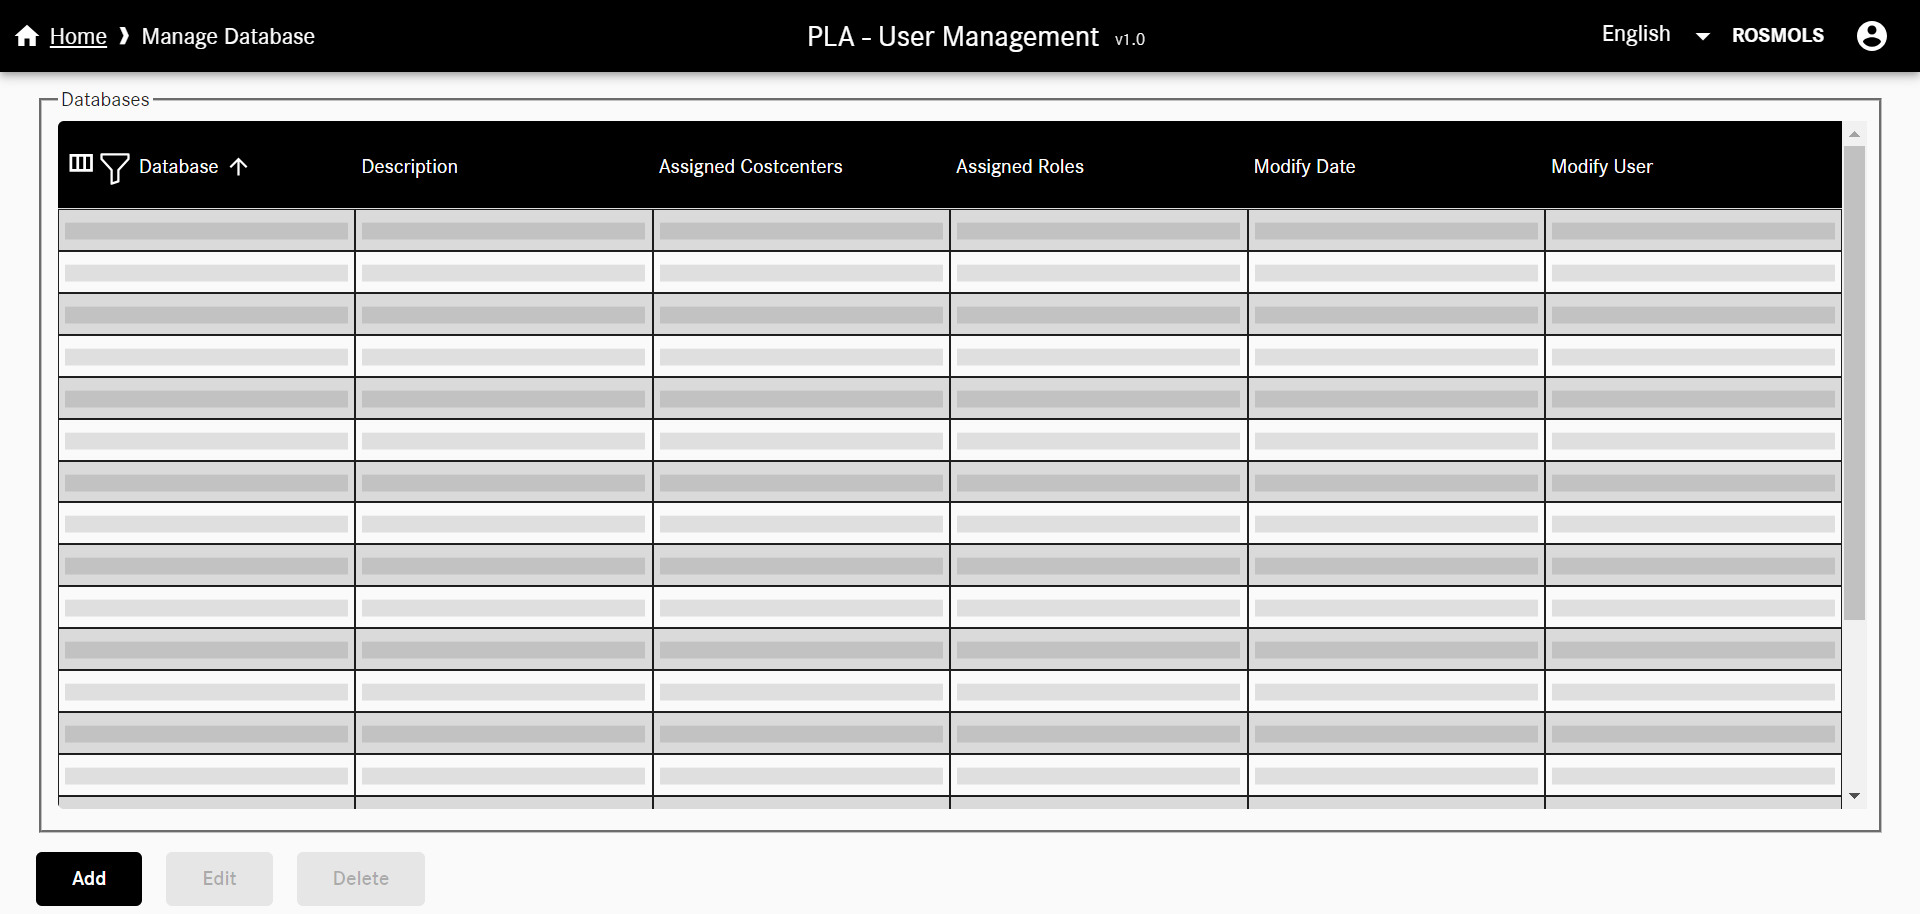 Home ❱ Manage Database
PLA - User Management v1.0
English
ROSMOLS
Databases
Database Description Assigned Costcenters Assigned Roles Modify Date Modify User
Add Edit Delete